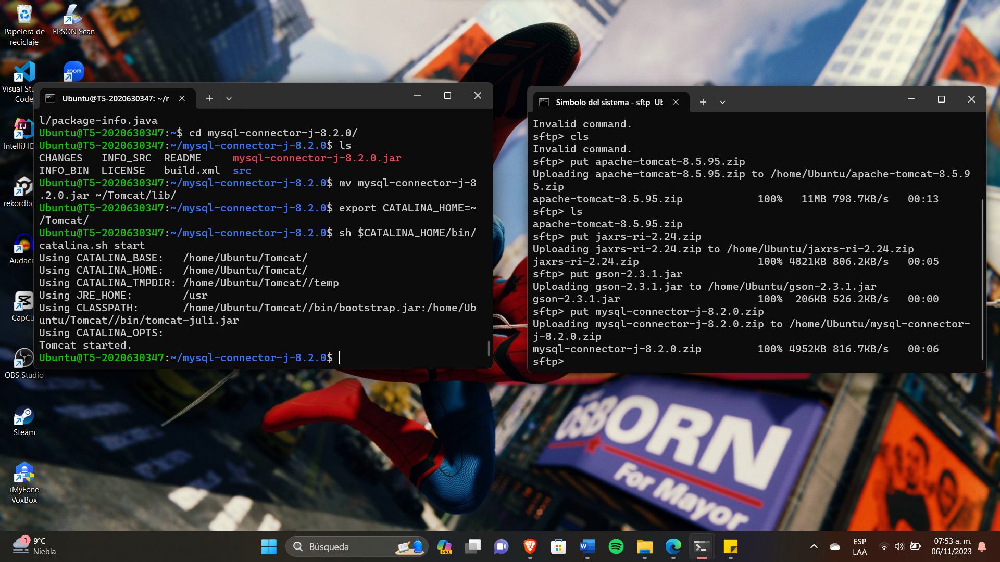 Papelera de
reciclaje
EPSON Scan
zoom
Visual Stu
Code
IntelliJ ID
rekordbo
Audaci
CapCu
OBS Studio
Steam
iMyFone
VoxBox
Ubuntu@T5-2020630347: ~/n
l/package-info.java
Ubuntu@T5-2020630347:~$ cd mysql-connector-j-8.2.0/
Ubuntu@T5-2020630347:~/mysql-connector-j-8.2.0$ ls
CHANGES   INFO_SRC  README     mysql-connector-j-8.2.0.jar
INFO_BIN  LICENSE   build.xml  src
Ubuntu@T5-2020630347:~/mysql-connector-j-8.2.0$ mv mysql-connector-j-8
.2.0.jar ~/Tomcat/lib/
Ubuntu@T5-2020630347:~/mysql-connector-j-8.2.0$ export CATALINA_HOME=~
/Tomcat/
Ubuntu@T5-2020630347:~/mysql-connector-j-8.2.0$ sh $CATALINA_HOME/bin/
catalina.sh start
Using CATALINA_BASE:   /home/Ubuntu/Tomcat/
Using CATALINA_HOME:   /home/Ubuntu/Tomcat/
Using CATALINA_TMPDIR: /home/Ubuntu/Tomcat//temp
Using JRE_HOME:        /usr
Using CLASSPATH:       /home/Ubuntu/Tomcat//bin/bootstrap.jar:/home/Ub
untu/Tomcat//bin/tomcat-juli.jar
Using CATALINA_OPTS:
Tomcat started.
Ubuntu@T5-2020630347:~/mysql-connector-j-8.2.0$
Símbolo del sistema - sftp  Ub
Invalid command.
sftp> cls
Invalid command.
sftp> put apache-tomcat-8.5.95.zip
Uploading apache-tomcat-8.5.95.zip to /home/Ubuntu/apache-tomcat-8.5.9
5.zip
apache-tomcat-8.5.95.zip            100%   11MB 798.7KB/s   00:13
sftp> ls
apache-tomcat-8.5.95.zip
sftp> put jaxrs-ri-2.24.zip
Uploading jaxrs-ri-2.24.zip to /home/Ubuntu/jaxrs-ri-2.24.zip
jaxrs-ri-2.24.zip                   100% 4821KB 806.2KB/s   00:05
sftp> put gson-2.3.1.jar
Uploading gson-2.3.1.jar to /home/Ubuntu/gson-2.3.1.jar
gson-2.3.1.jar                      100%  206KB 526.2KB/s   00:00
sftp> put mysql-connector-j-8.2.0.zip
Uploading mysql-connector-j-8.2.0.zip to /home/Ubuntu/mysql-connector-
j-8.2.0.zip
mysql-connector-j-8.2.0.zip         100% 4952KB 816.7KB/s   00:06
sftp>
OSBORN
For Mayor
1
9°C
Niebla
Búsqueda
PRE
ESP
LAA
07:53 a. m.
06/11/2023